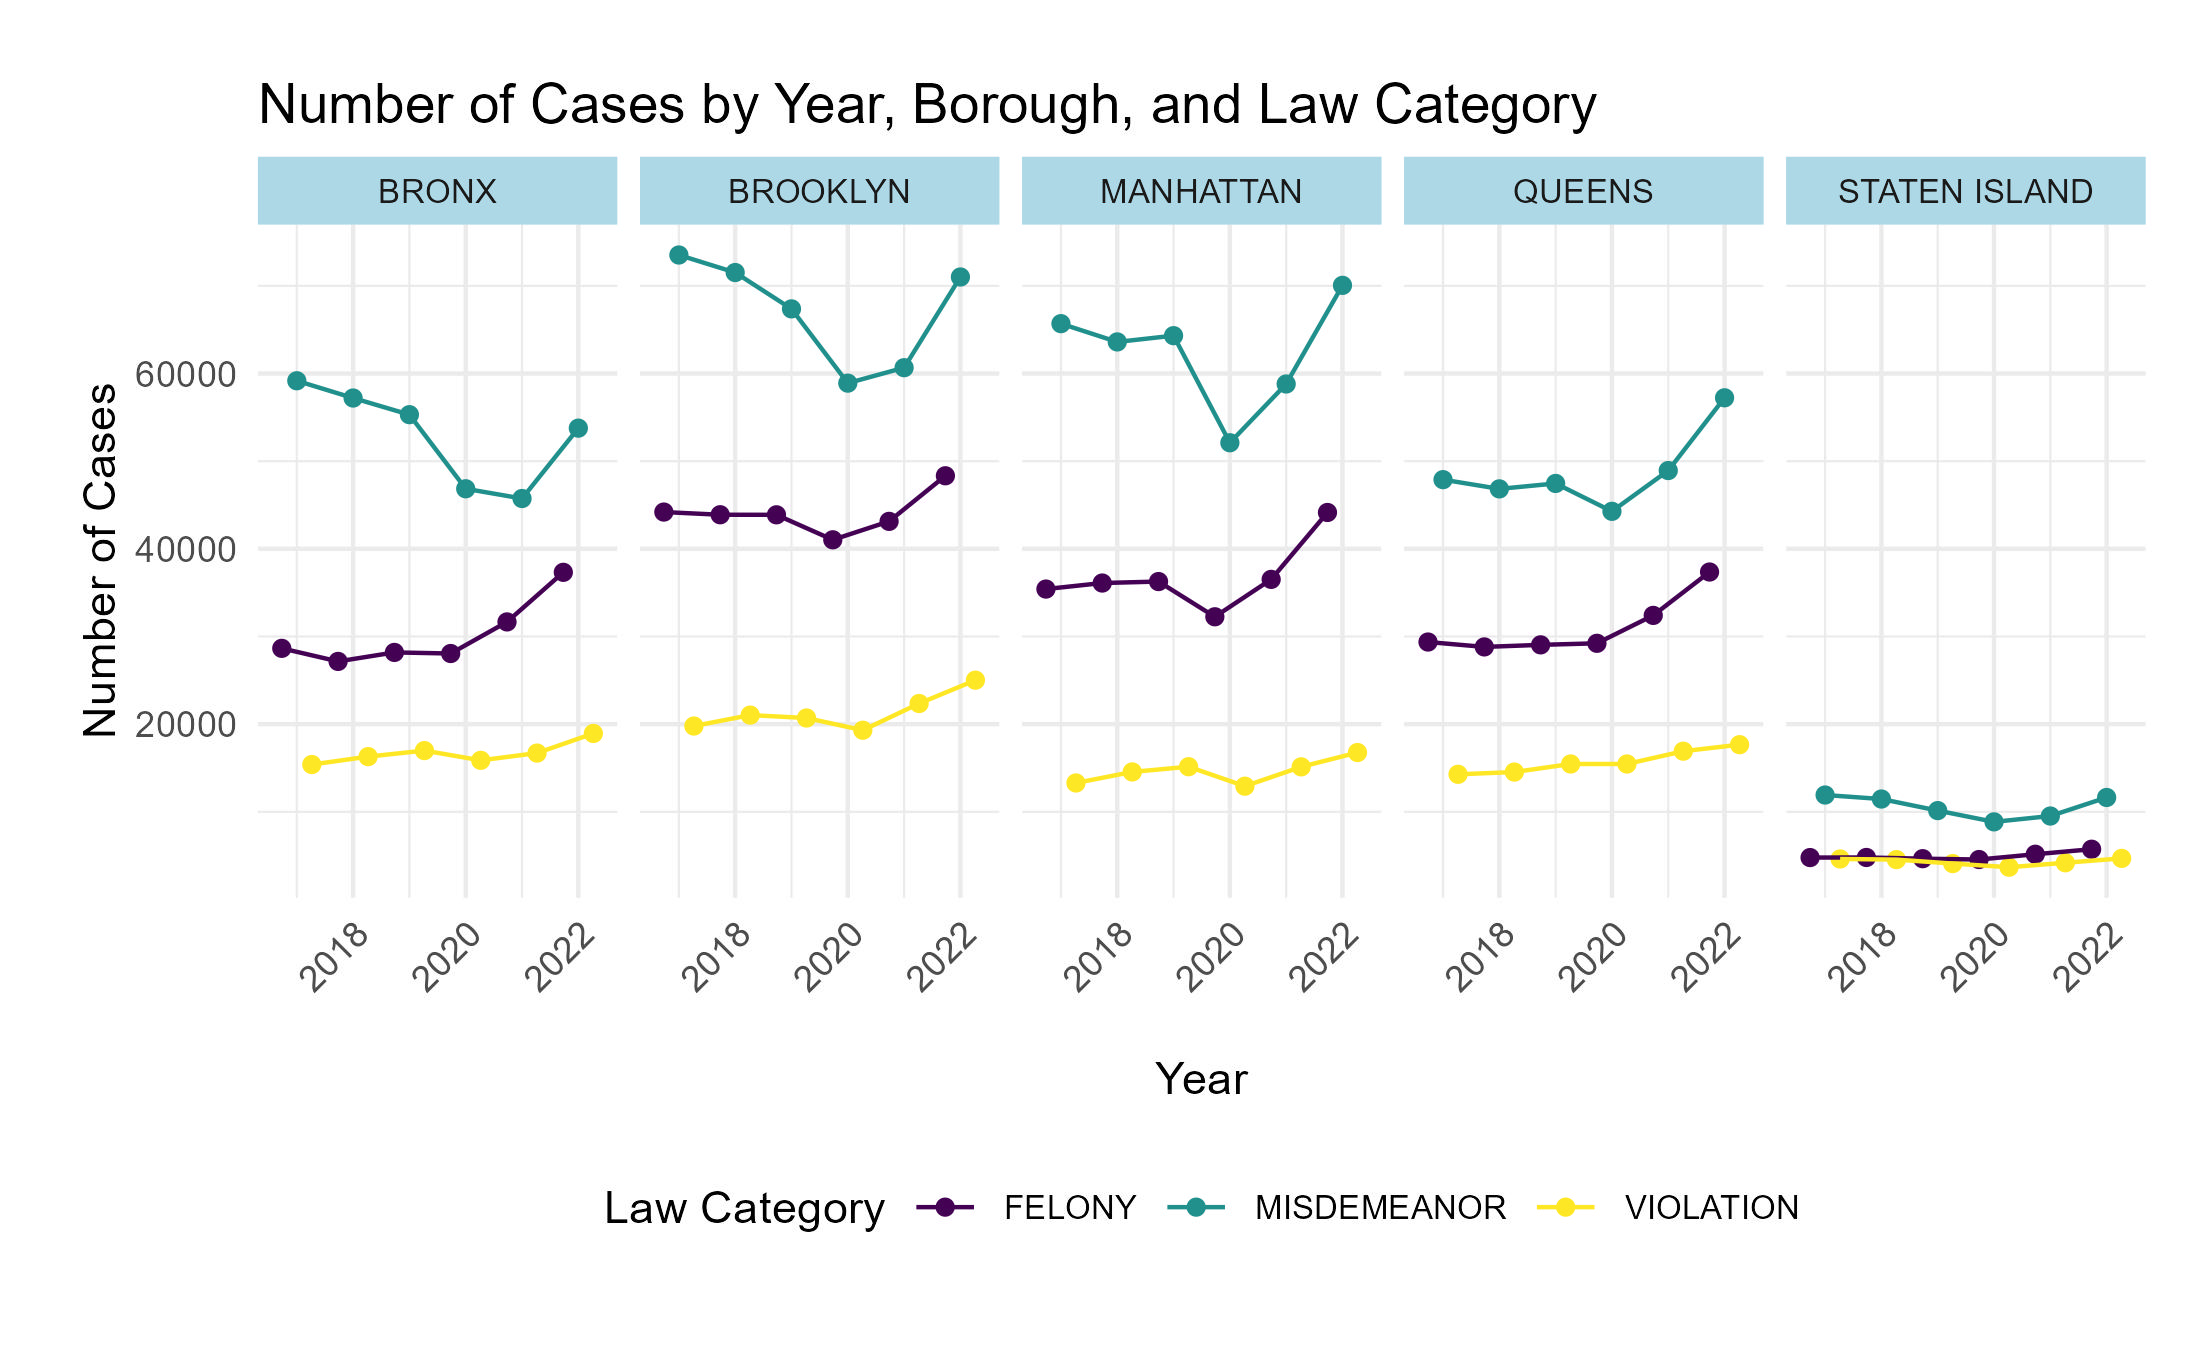 Number of Cases by Year, Borough, and Law Category
BRONX
BROOKLYN
MANHATTAN
QUEENS
STATEN ISLAND
Number of Cases
60000
40000
20000
2018
2020
2022
2018
2020
2022
2018
2020
2022
2018
2020
2022
2018
2020
2022
Year
Law Category
FELONY
MISDEMEANOR
VIOLATION